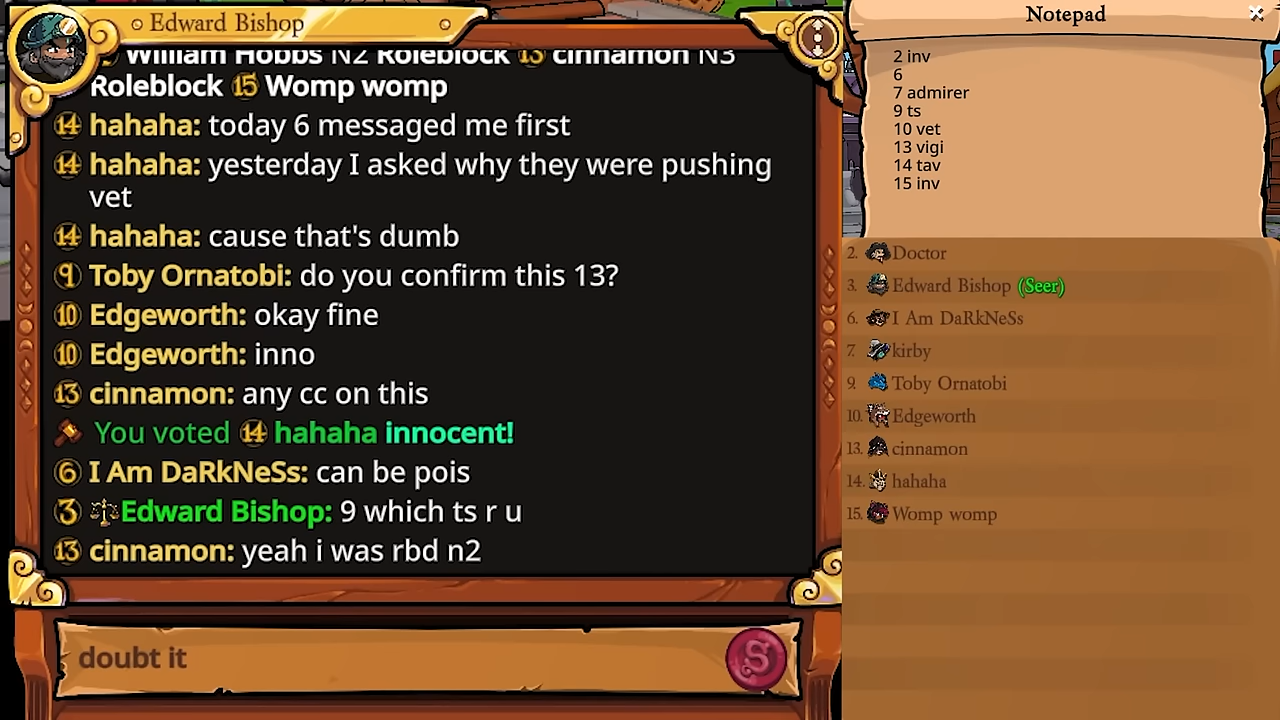 Edward Bishop
William Hobbs N2 Roleblock 13 cinnamon N3
Roleblock 15 Womp womp
14 hahaha: today 6 messaged me first
14 hahaha: yesterday I asked why they were pushing
vet
14 hahaha: cause that's dumb
9 Toby Ornatobi: do you confirm this 13?
10 Edgeworth: okay fine
10 Edgeworth: inno
13 cinnamon: any cc on this
You voted 14 hahaha innocent!
6 I Am DaRkNeSs: can be pois
3 Edward Bishop: 9 which ts r u
13 cinnamon: yeah i was rbd n2
doubt it
S
Notepad
2 inv
6
7 admirer
9 ts
10 vet
13 vigi
14 tav
15 inv
2. Doctor
3. Edward Bishop (Seer)
6. I Am DaRkNeSs
7. kirby
9. Toby Ornatobi
10. Edgeworth
13. cinnamon
14. hahaha
15. Womp womp